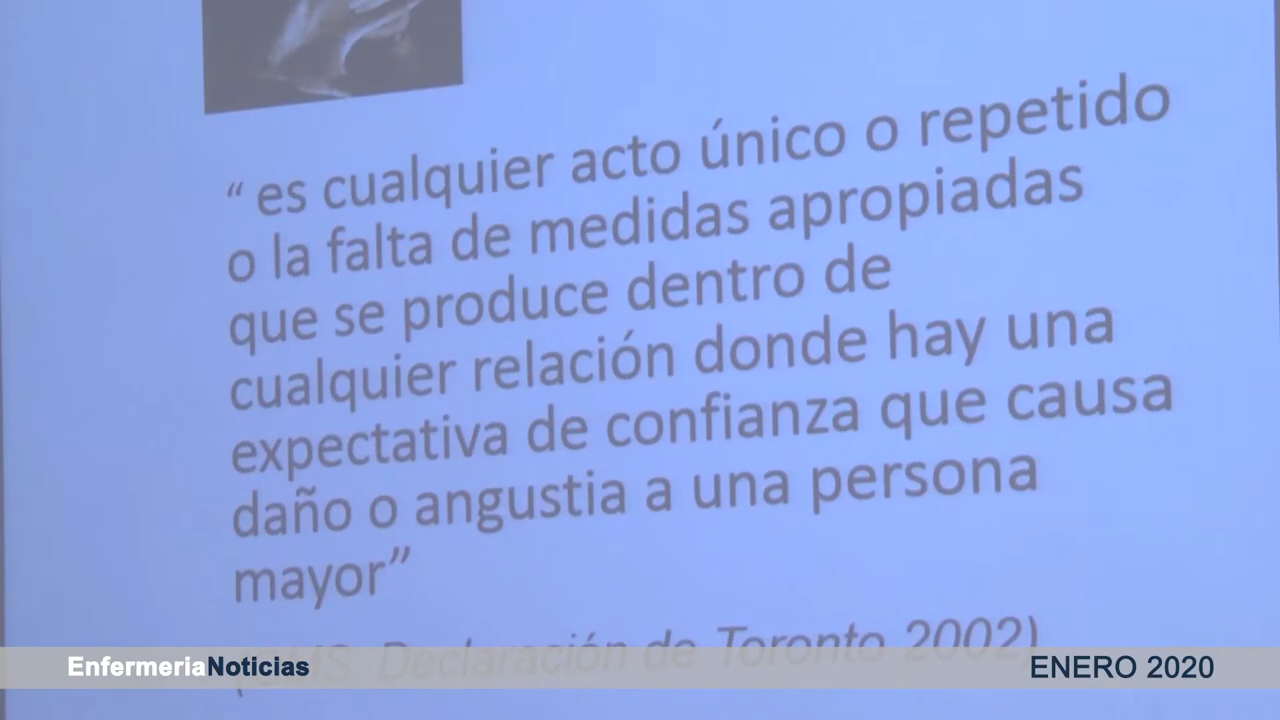 “ es cualquier acto único o repetido
o la falta de medidas apropiadas
que se produce dentro de
cualquier relación donde hay una
expectativa de confianza que causa
daño o angustia a una persona
mayor”
Declaración de Toronto 2002)
EnfermeriaNoticias
ENERO 2020